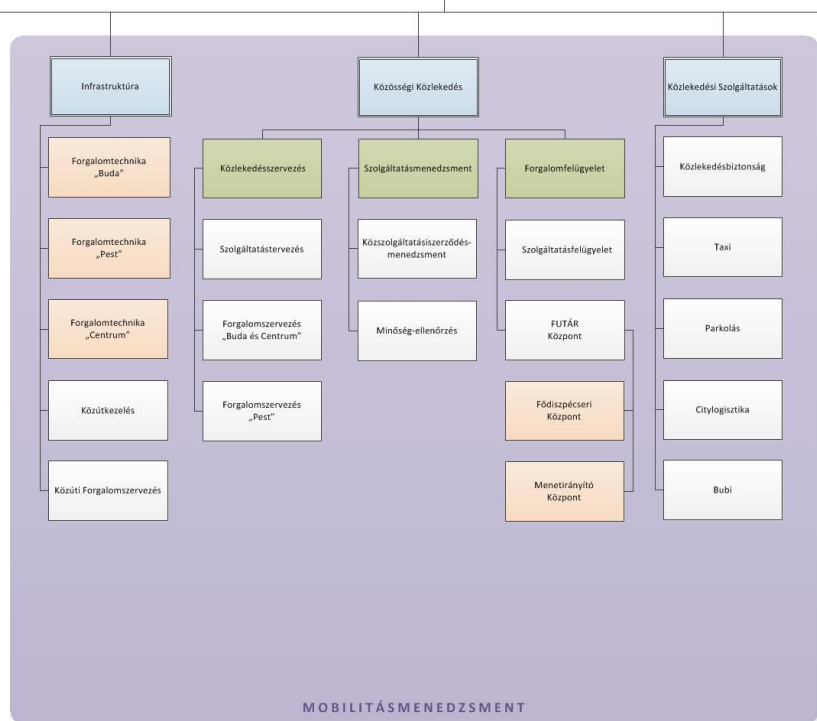 Infrastruktúra
Forgalomtechnika
„Buda”
Forgalomtechnika
„Pest”
Forgalomtechnika
„Centrum”
Közútkezelés
Közúti Forgalomszervezés
Közösségi Közlekedés
Közlekedésszervezés
Szolgáltatástervezés
Forgalomszervezés
„Buda és Centrum”
Forgalomszervezés
„Pest”
Szolgáltatásmenedzsment
Közszolgáltatásiszerződés-
menedzsment
Minőség-ellenőrzés
Forgalomfelügyelet
Szolgáltatásfelügyelet
FUTÁR
Központ
Fődiszpécseri
Központ
Menetirányító
Központ
Közlekedési Szolgáltatások
Közlekedésbiztonság
Taxi
Parkolás
Citylogisztika
Bubi
MOBILITÁSMENEDZSMENT